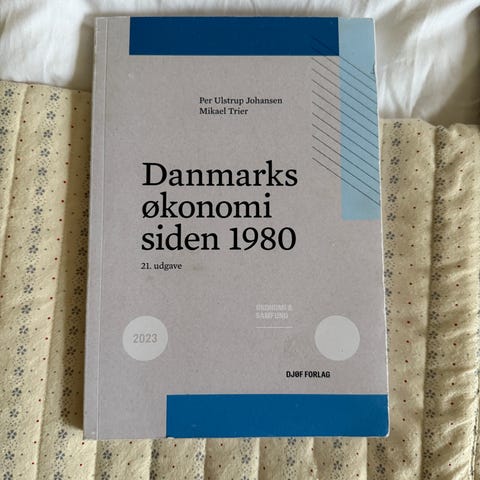 Per Ulstrup Johansen
Mikael Trier
Danmarks
økonomi
siden 1980
21. udgave
ØKONOMI &
SAMFUND
2023
DJØF FORLAG